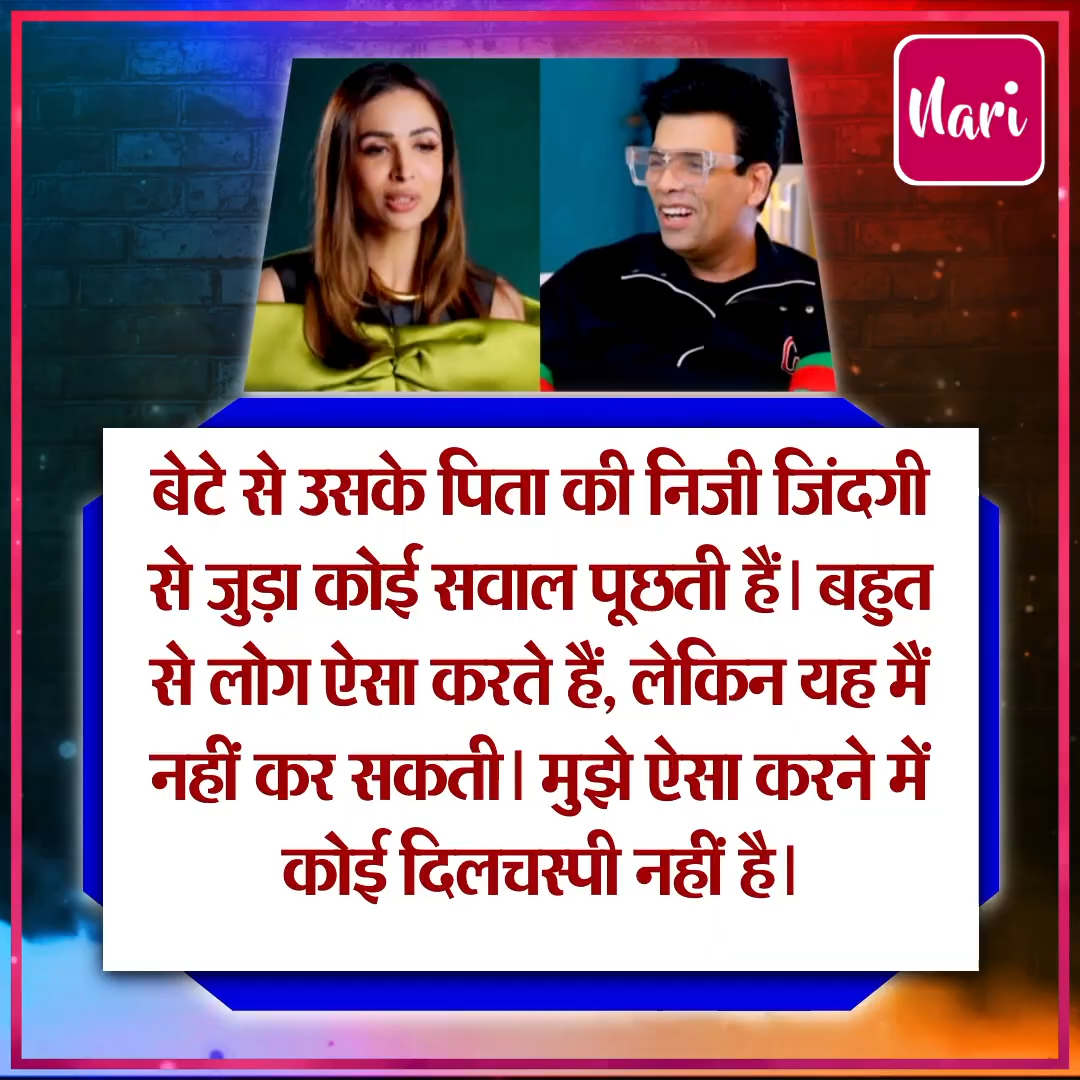 Nari
बेटे से उसके पिता की निजी जिंदगी
से जुड़ा कोई सवाल पूछती हैं। बहुत
से लोग ऐसा करते हैं, लेकिन यह मैं
नहीं कर सकती। मुझे ऐसा करने में
कोई दिलचस्पी नहीं है।